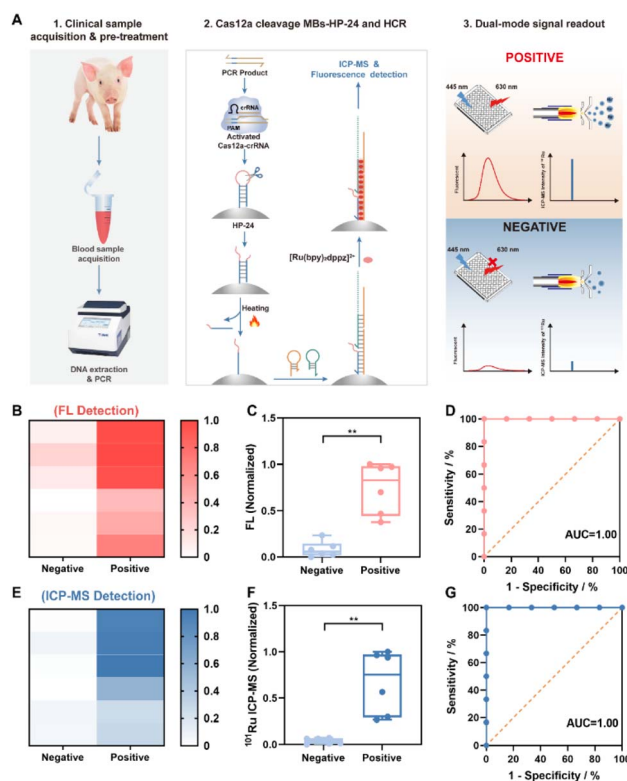 A
1. Clinical sample
acquisition & pre-treatment
2. Cas12a cleavage MBs-HP-24 and HCR
3. Dual-mode signal readout
Blood sample
acquisition
DNA extraction
& PCR
PCR Product
crRNA
PAM
Activated
Cas12a-crRNA
HP-24
Heating
ICP-MS &
Fluorescence detection
[Ru(bpy)₂dppz]²⁺
POSITIVE
445 nm
630 nm
Fluorescent
ICP-MS Intensity of ¹⁰¹Ru
NEGATIVE
445 nm
630 nm
Fluorescent
ICP-MS Intensity of ¹⁰¹Ru
B
(FL Detection)
1.0
0.8
0.6
0.4
0.2
0
Negative
Positive
C
FL (Normalized)
1.5
1.0
0.5
0.0
**
Negative
Positive
D
Sensitivity / %
100
80
60
40
20
0
AUC=1.00
0
20
40
60
80
100
1 - Specificity / %
E
(ICP-MS Detection)
1.0
0.8
0.6
0.4
0.2
0
Negative
Positive
F
¹⁰¹Ru ICP-MS (Normalized)
1.5
1.0
0.5
0.0
**
Negative
Positive
G
Sensitivity / %
100
80
60
40
20
0
AUC=1.00
0
20
40
60
80
100
1 - Specificity / %